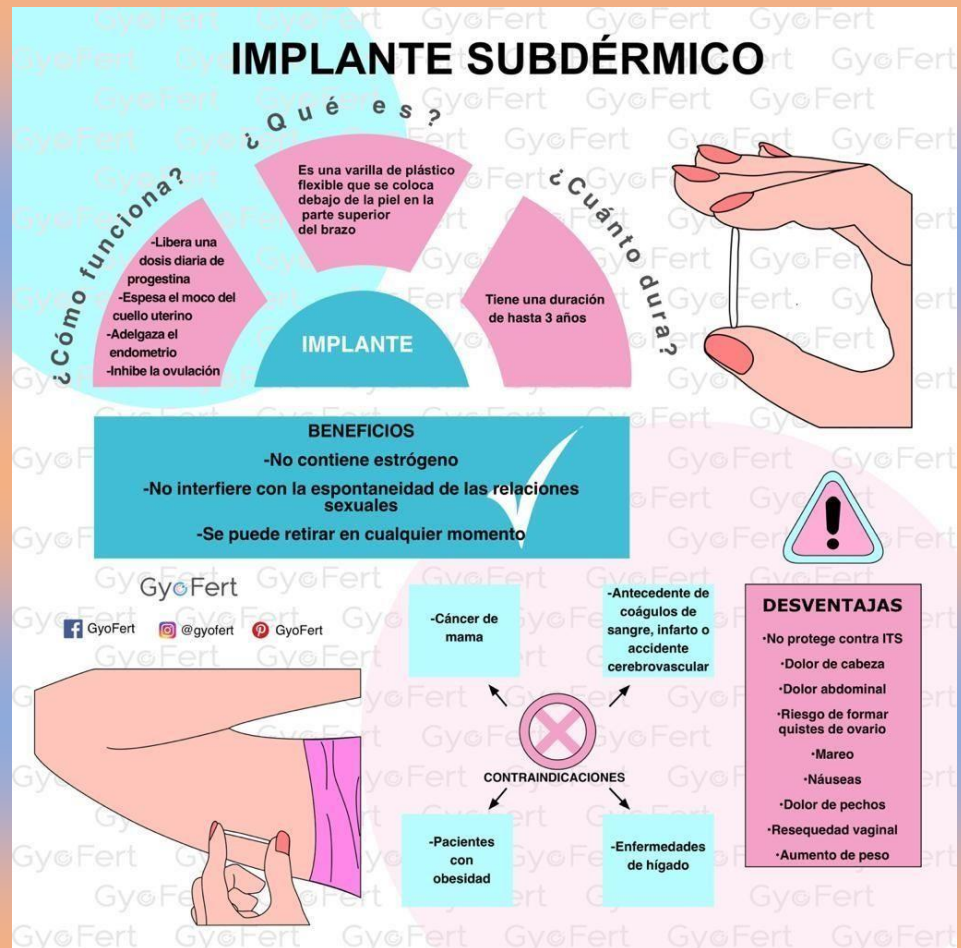 IMPLANTE SUBDÉRMICO
¿Cómo funciona?
-Libera una
dosis diaria de
progestina
-Espesa el moco del
cuello uterino
-Adelgaza el
endometrio
-Inhibe la ovulación
¿Qué es?
Es una varilla de plástico
flexible que se coloca
debajo de la piel en la
parte superior
del brazo
¿Cuánto dura?
Tiene una duración
de hasta 3 años
IMPLANTE
BENEFICIOS
-No contiene estrógeno
-No interfiere con la espontaneidad de las relaciones
sexuales
-Se puede retirar en cualquier momento
GyoFert
GyoFert
@gyofert
GyoFert
-Cáncer de
mama
-Antecedente de
coágulos de
sangre, infarto o
accidente
cerebrovascular
CONTRAINDICACIONES
-Pacientes
con
obesidad
-Enfermedades
de hígado
DESVENTAJAS
·No protege contra ITS
·Dolor de cabeza
·Dolor abdominal
·Riesgo de formar
quistes de ovario
·Mareo
·Náuseas
·Dolor de pechos
·Resequedad vaginal
·Aumento de peso